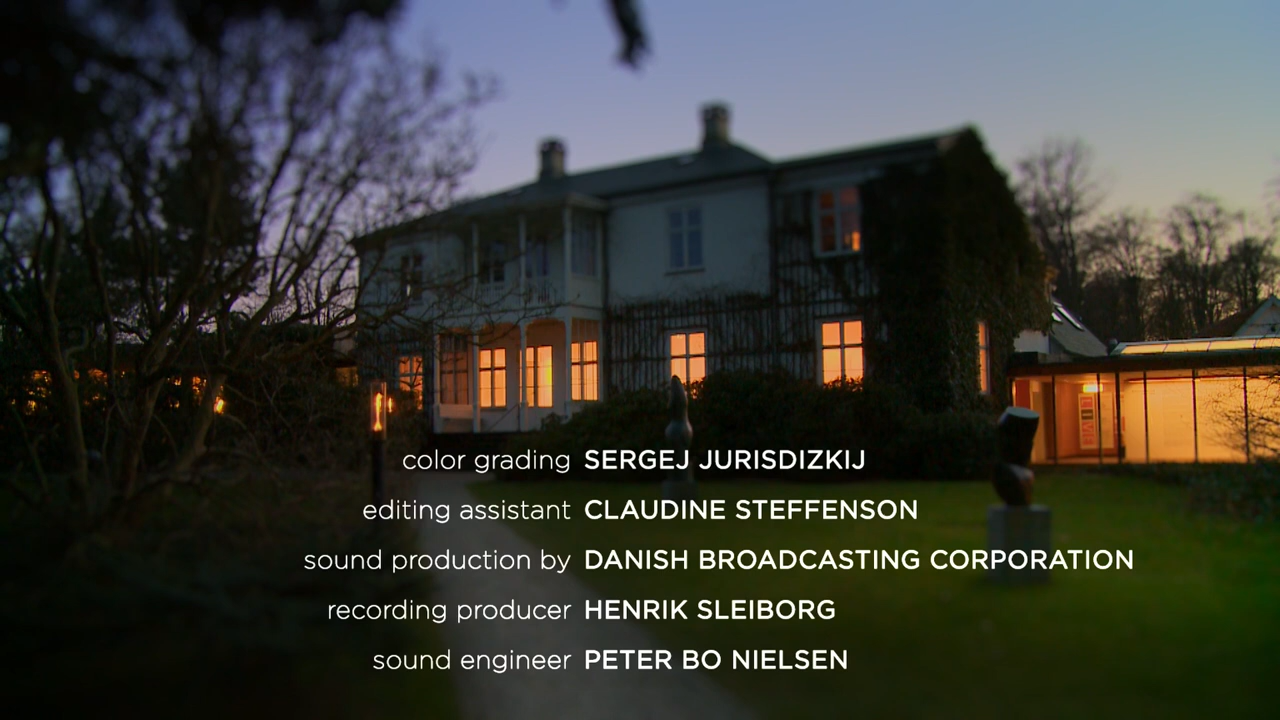 color grading SERGEJ JURISDIZKIJ
editing assistant CLAUDINE STEFFENSON
sound production by DANISH BROADCASTING CORPORATION
recording producer HENRIK SLEIBORG
sound engineer PETER BO NIELSEN